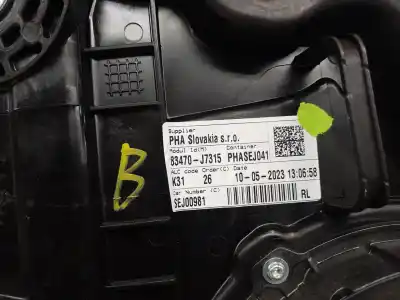 Supplier
PHA Slovakia s.r.o.
Modul Id(M) Container
83470-J7315 PHASEJ041
ALC code Order(C) Date (C)
K31 26 10-05-2023 13:06:58
Car Number (C)
SEJ00981 RL
B